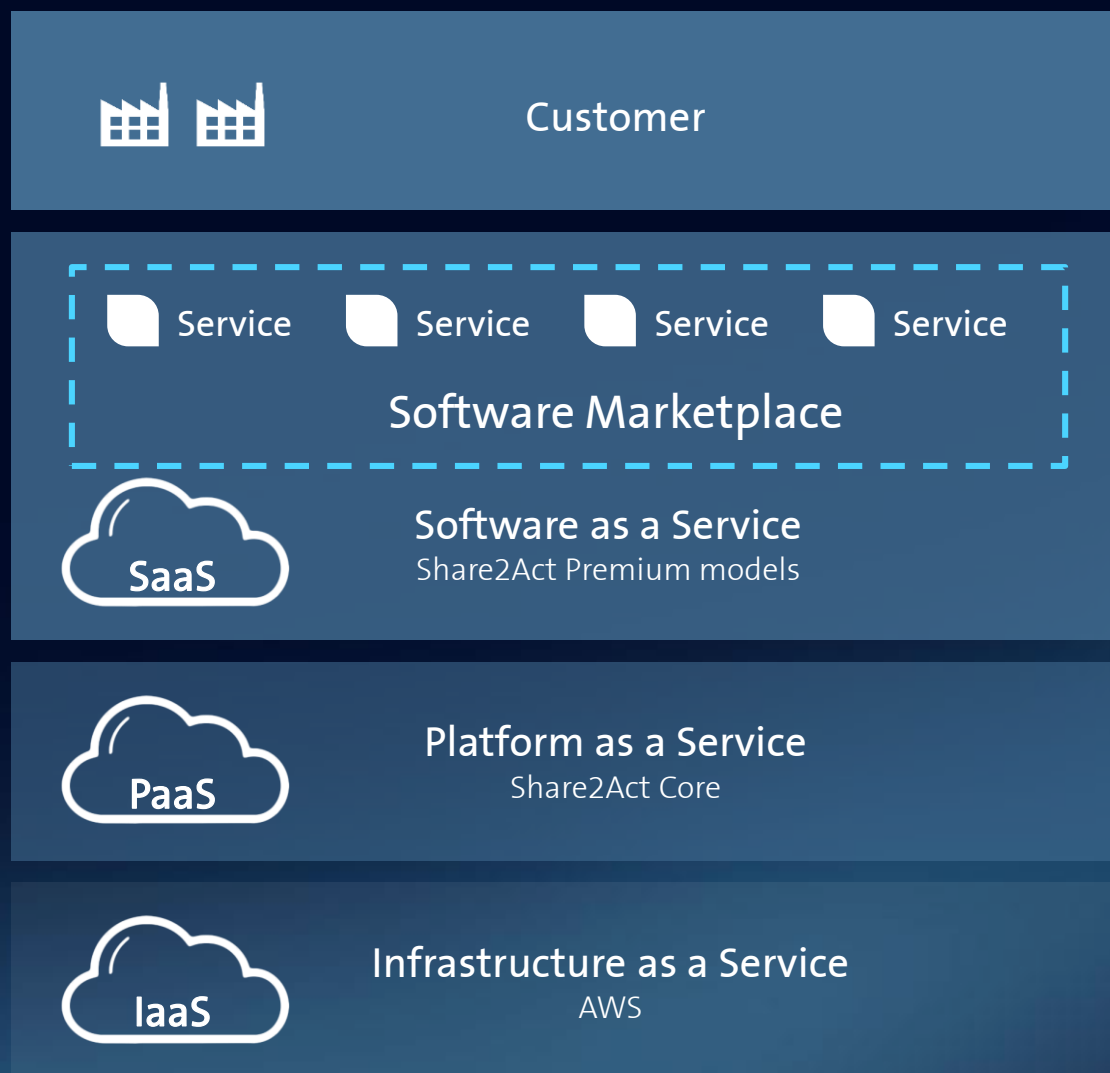 Customer
Service Service Service Service
Software Marketplace
SaaS
Software as a Service
Share2Act Premium models
PaaS
Platform as a Service
Share2Act Core
IaaS
Infrastructure as a Service
AWS